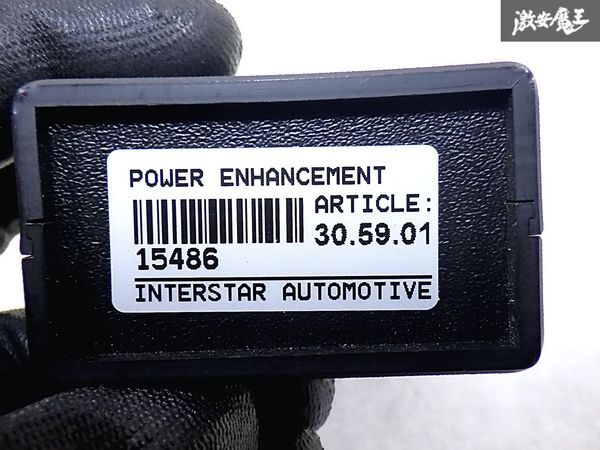 激安魔王
POWER ENHANCEMENT
ARTICLE:
30.59.01
15486
INTERSTAR AUTOMOTIVE